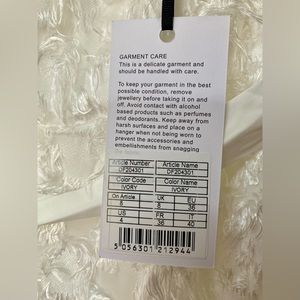 GARMENT CARE
This is a delicate garment and
should be handled with care.
To keep your garment in the best
possible condition, remove
jewellery before taking it on and
off. Avoid contact with alcohol
based products such as perfumes
and deodorants. Keep away from
harsh surfaces and place on a
hanger when not being worn to
prevent the accessories and
embellishments from snagging
Article Number Article Name
DF204301 DF204301
Color Code Color Name
IVORY IVORY
On Article UK EU
8 8 36
US FR IT
4 36 40
5 056301 212944